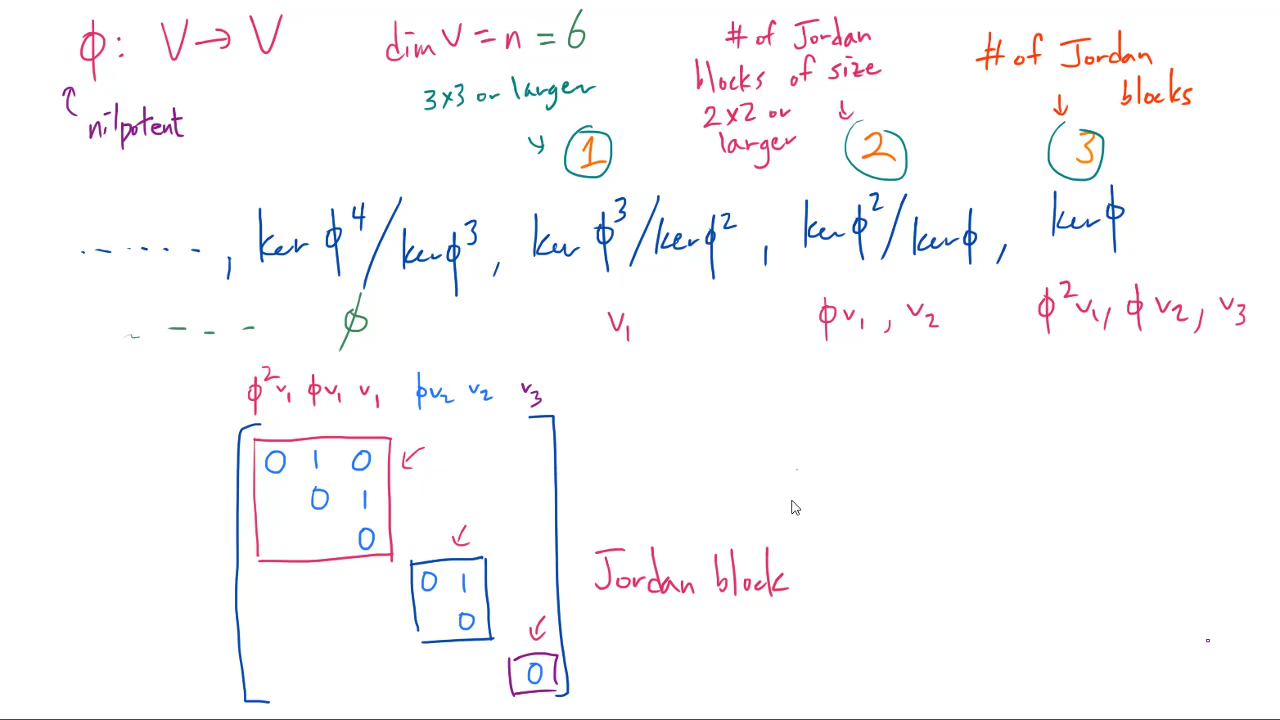 ϕ: V → V
nilpotent
dim V = n = 6
3x3 or larger
1
# of Jordan
blocks of size
2x2 or
larger
2
# of Jordan
blocks
3
......, ker ϕ⁴/ker ϕ³, ker ϕ³/ker ϕ², ker ϕ²/ker ϕ, ker ϕ
---- ϕ v₁ ϕv₁, v₂ ϕ²v₁, ϕv₂, v₃
ϕ²v₁ ϕv₁ v₁ ϕv₂ v₂ v₃
0 1 0
0 1
0
0 1
0
0
Jordan block